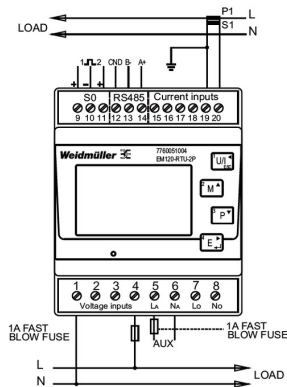 P1
L
S1
LOAD
N
1 2 GND B- A+
+ - +
S0 RS485 Current inputs
9 10 11 12 13 14 15 16 17 18 19 20
Weidmüller
7760051004
EM120-RTU-2P
U/I
ESC
M
P
E
1 2 3 4 5 6 7 8
Voltage inputs LA NA Lo No
1A FAST
BLOW FUSE
AUX
1A FAST
BLOW FUSE
L
LOAD
N